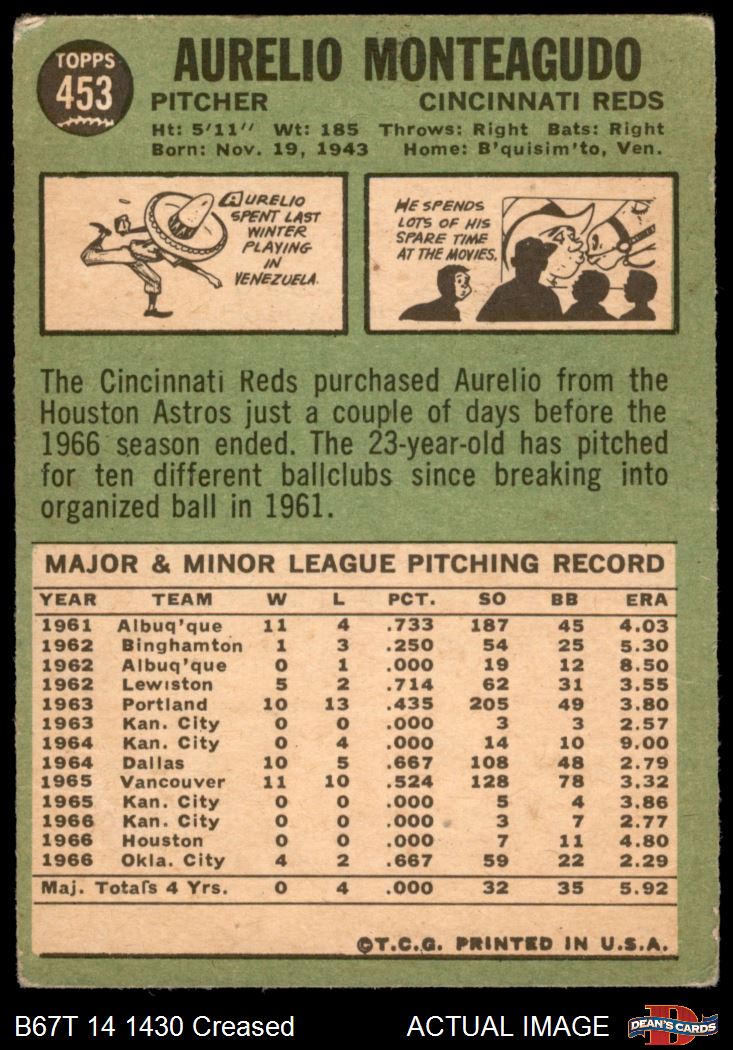 TOPPS
453
AURELIO MONTEAGUDO
PITCHER CINCINNATI REDS
Ht: 5'11" Wt: 185 Throws: Right Bats: Right
Born: Nov. 19, 1943 Home: B'quisim'to, Ven.
AURELIO
SPENT LAST
WINTER
PLAYING
IN
VENEZUELA.
HE SPENDS
LOTS OF HIS
SPARE TIME
AT THE MOVIES.
The Cincinnati Reds purchased Aurelio from the
Houston Astros just a couple of days before the
1966 season ended. The 23-year-old has pitched
for ten different ballclubs since breaking into
organized ball in 1961.
MAJOR & MINOR LEAGUE PITCHING RECORD
YEAR TEAM W L PCT. SO BB ERA
1961 Albuq'que 11 4 .733 187 45 4.03
1962 Binghamton 1 3 .250 54 25 5.30
1962 Albuq'que 0 1 .000 19 12 8.50
1962 Lewiston 5 2 .714 62 31 3.55
1963 Portland 10 13 .435 205 49 3.80
1963 Kan. City 0 0 .000 3 3 2.57
1964 Kan. City 0 4 .000 14 10 9.00
1964 Dallas 10 5 .667 108 48 2.79
1965 Vancouver 11 10 .524 128 78 3.32
1965 Kan. City 0 0 .000 5 4 3.86
1966 Kan. City 0 0 .000 3 7 2.77
1966 Houston 0 0 .000 7 11 4.80
1966 Okla. City 4 2 .667 59 22 2.29
Maj. Totals 4 Yrs. 0 4 .000 32 35 5.92
©T.C.G. PRINTED IN U.S.A.
B67T 14 1430 Creased ACTUAL IMAGE
D
DEAN'S CARDS